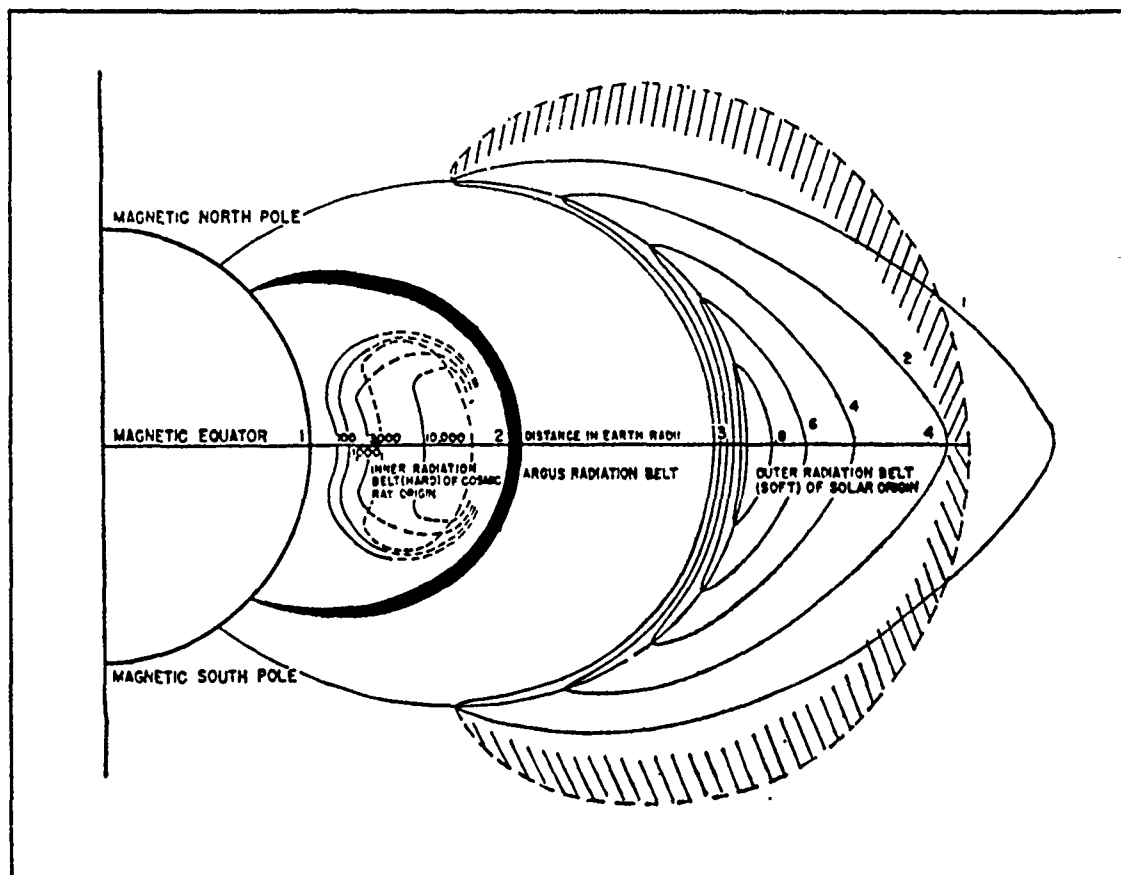 MAGNETIC NORTH POLE
1
2
4
6
8
MAGNETIC EQUATOR 1 100 3000 10,000 2 DISTANCE IN EARTH RADII 3 4
1,000
INNER RADIATION
BELT (HARD) OF COSMIC
RAY ORIGIN
ARGUS RADIATION BELT
OUTER RADIATION BELT
(SOFT) OF SOLAR ORIGIN
MAGNETIC SOUTH POLE